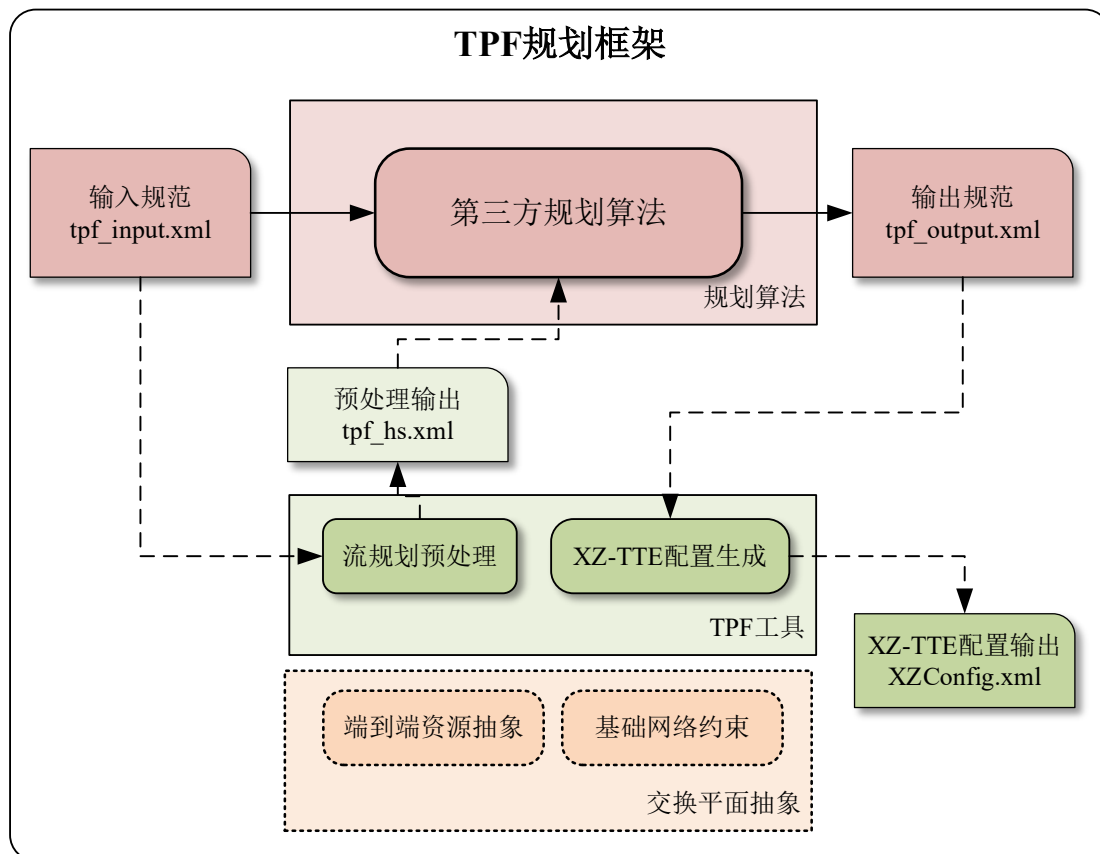 TPF规划框架
输入规范
tpf_input.xml
第三方规划算法
规划算法
输出规范
tpf_output.xml
预处理输出
tpf_hs.xml
流规划预处理
XZ-TTE配置生成
TPF工具
XZ-TTE配置输出
XZConfig.xml
端到端资源抽象
基础网络约束
交换平面抽象